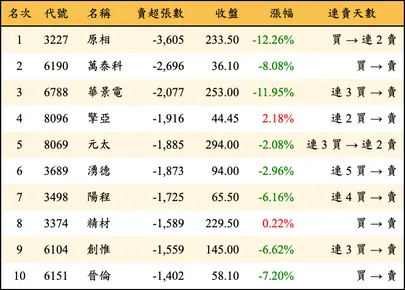 名次 代號 名稱 賣超張數 收盤 漲幅 連賣天數
1 3227 原相 -3,605 233.50 -12.26% 買 → 連 2 賣
2 6190 萬泰科 -2,696 36.10 -8.08% 買 → 賣
3 6788 華景電 -2,077 253.00 -11.95% 連 3 買 → 賣
4 8096 擎亞 -1,916 44.45 2.18% 連 2 買 → 賣
5 8069 元太 -1,885 294.00 -2.08% 連 3 買 → 連 2 賣
6 3689 湧德 -1,873 94.00 -2.96% 連 5 買 → 賣
7 3498 陽程 -1,725 65.50 -6.16% 連 4 買 → 賣
8 3374 精材 -1,589 229.50 0.22% 買 → 賣
9 6104 創惟 -1,559 145.00 -6.62% 連 3 買 → 賣
10 6151 晉倫 -1,402 58.10 -7.20% 買 → 賣